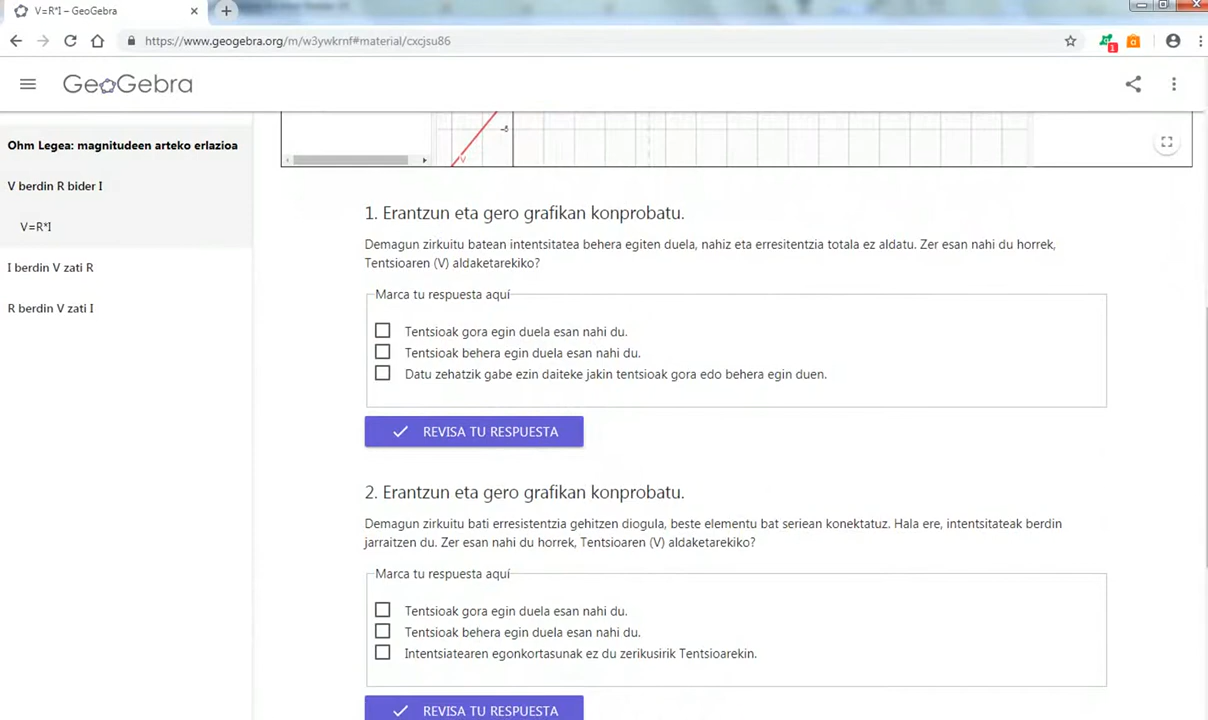 V=R*I – GeoGebra
https://www.geogebra.org/m/w3ywkrnf#material/cxcjsu86
1
a
GeoGebra
Ohm Legea: magnitudeen arteko erlazioa
V berdin R bider I
V=R*I
I berdin V zati R
R berdin V zati I
-5
V
1. Erantzun eta gero grafikan konprobatu.
Demagun zirkuitu batean intentsitatea behera egiten duela, nahiz eta erresitentzia totala ez aldatu. Zer esan nahi du horrek,
Tentsioaren (V) aldaketarekiko?
Marca tu respuesta aquí
Tentsioak gora egin duela esan nahi du.
Tentsioak behera egin duela esan nahi du.
Datu zehatzik gabe ezin daiteke jakin tentsioak gora edo behera egin duen.
REVISA TU RESPUESTA
2. Erantzun eta gero grafikan konprobatu.
Demagun zirkuitu bati erresistentzia gehitzen diogula, beste elementu bat seriean konektatuz. Hala ere, intentsitateak berdin
jarraitzen du. Zer esan nahi du horrek, Tentsioaren (V) aldaketarekiko?
Marca tu respuesta aquí
Tentsioak gora egin duela esan nahi du.
Tentsioak behera egin duela esan nahi du.
Intentsiatearen egonkortasunak ez du zerikusirik Tentsioarekin.
REVISA TU RESPUESTA